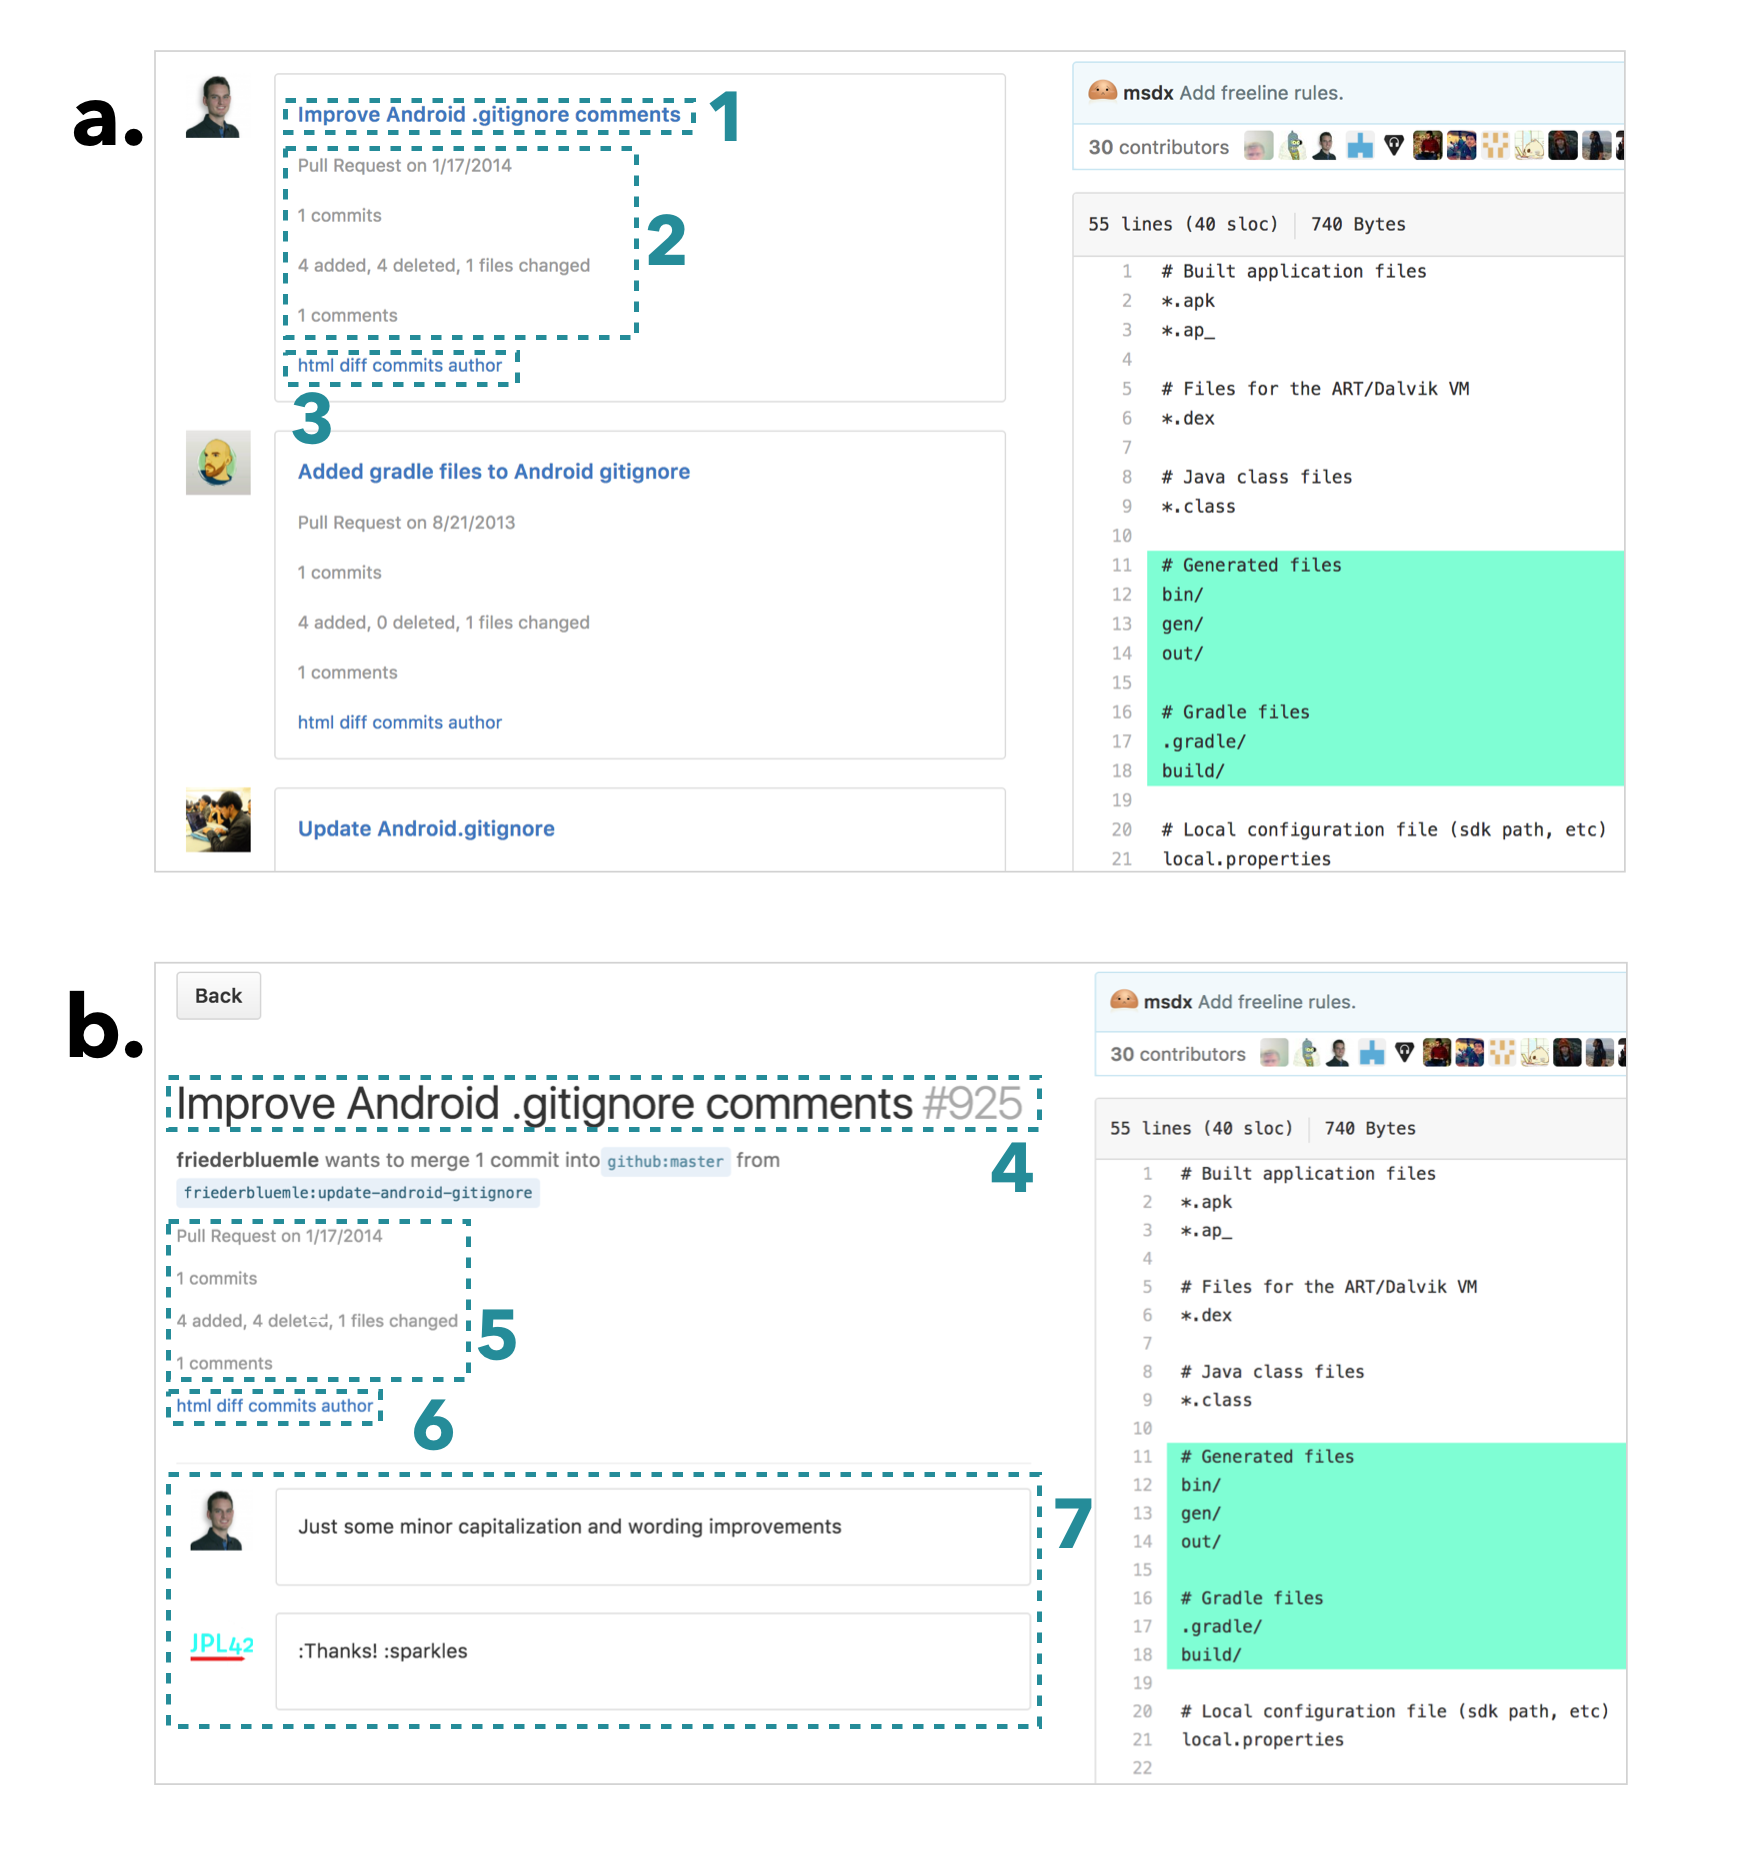 a.
Improve Android .gitignore comments
1
Pull Request on 1/17/2014
1 commits
2
4 added, 4 deleted, 1 files changed
1 comments
html diff commits author
3
Added gradle files to Android gitignore
Pull Request on 8/21/2013
1 commits
4 added, 0 deleted, 1 files changed
1 comments
html diff commits author
Update Android.gitignore
msdx Add freeline rules.
30 contributors
55 lines (40 sloc) 740 Bytes
1 # Built application files
2 *.apk
3 *.ap_
4
5 # Files for the ART/Dalvik VM
6 *.dex
7
8 # Java class files
9 *.class
10
11 # Generated files
12 bin/
13 gen/
14 out/
15
16 # Gradle files
17 .gradle/
18 build/
19
20 # Local configuration file (sdk path, etc)
21 local.properties
b.
Back
Improve Android .gitignore comments #925
4
friederbluemle wants to merge 1 commit into github:master from
friederbluemle:update-android-gitignore
Pull Request on 1/17/2014
1 commits
4 added, 4 deleted, 1 files changed
5
1 comments
html diff commits author
6
7
Just some minor capitalization and wording improvements
JPL42
:Thanks! :sparkles
msdx Add freeline rules.
30 contributors
55 lines (40 sloc) 740 Bytes
1 # Built application files
2 *.apk
3 *.ap_
4
5 # Files for the ART/Dalvik VM
6 *.dex
7
8 # Java class files
9 *.class
10
11 # Generated files
12 bin/
13 gen/
14 out/
15
16 # Gradle files
17 .gradle/
18 build/
19
20 # Local configuration file (sdk path, etc)
21 local.properties
22